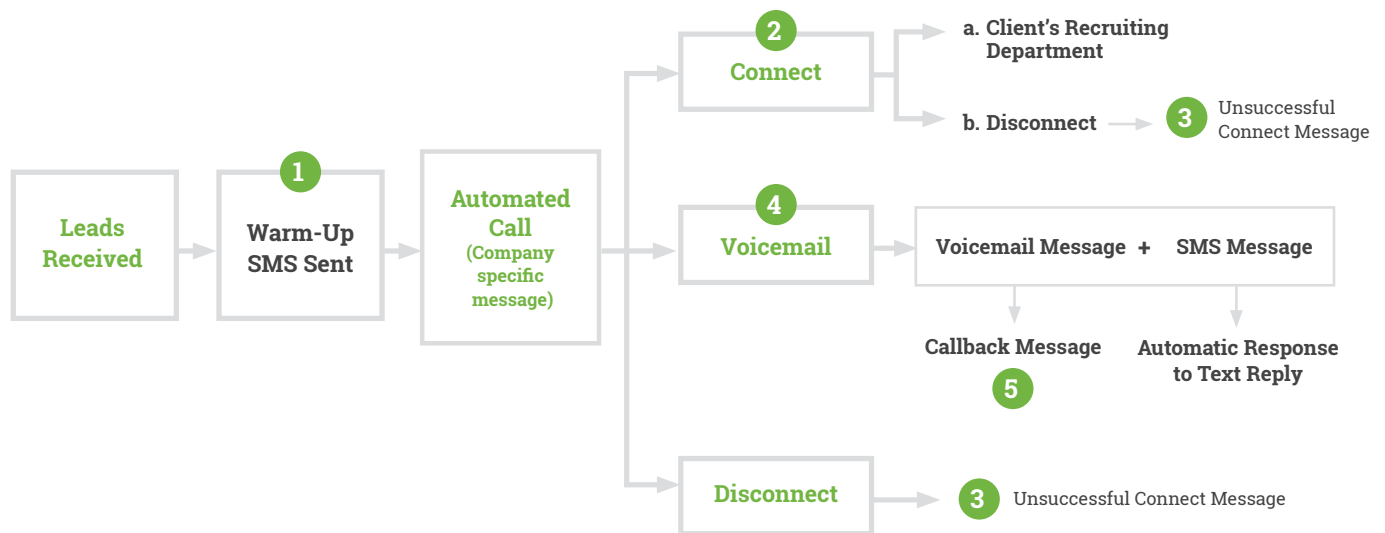 Leads
Received
1
Warm-Up
SMS Sent
Automated
Call
(Company
specific
message)
2
Connect
a. Client's Recruiting
Department
b. Disconnect
3
Unsuccessful
Connect Message
4
Voicemail
Voicemail Message + SMS Message
Callback Message
5
Automatic Response
to Text Reply
Disconnect
3
Unsuccessful Connect Message